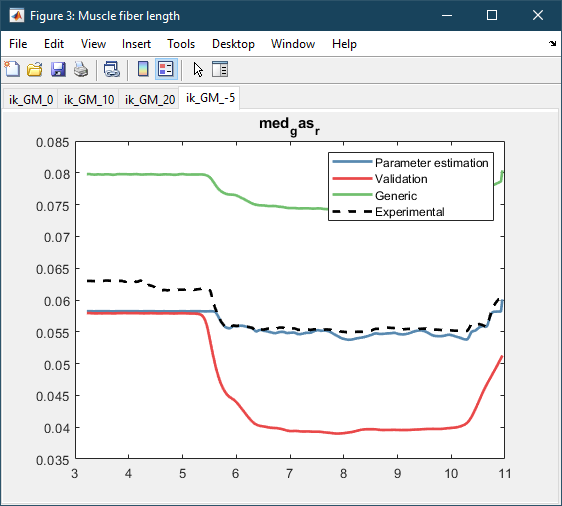 Figure 3: Muscle fiber length
File Edit View Insert Tools Desktop Window Help
ik_GM_0 ik_GM_10 ik_GM_20 ik_GM_-5
med_gas_r
0.085
0.08
0.075
0.07
0.065
0.06
0.055
0.05
0.045
0.04
0.035
Parameter estimation
Validation
Generic
Experimental
3 4 5 6 7 8 9 10 11